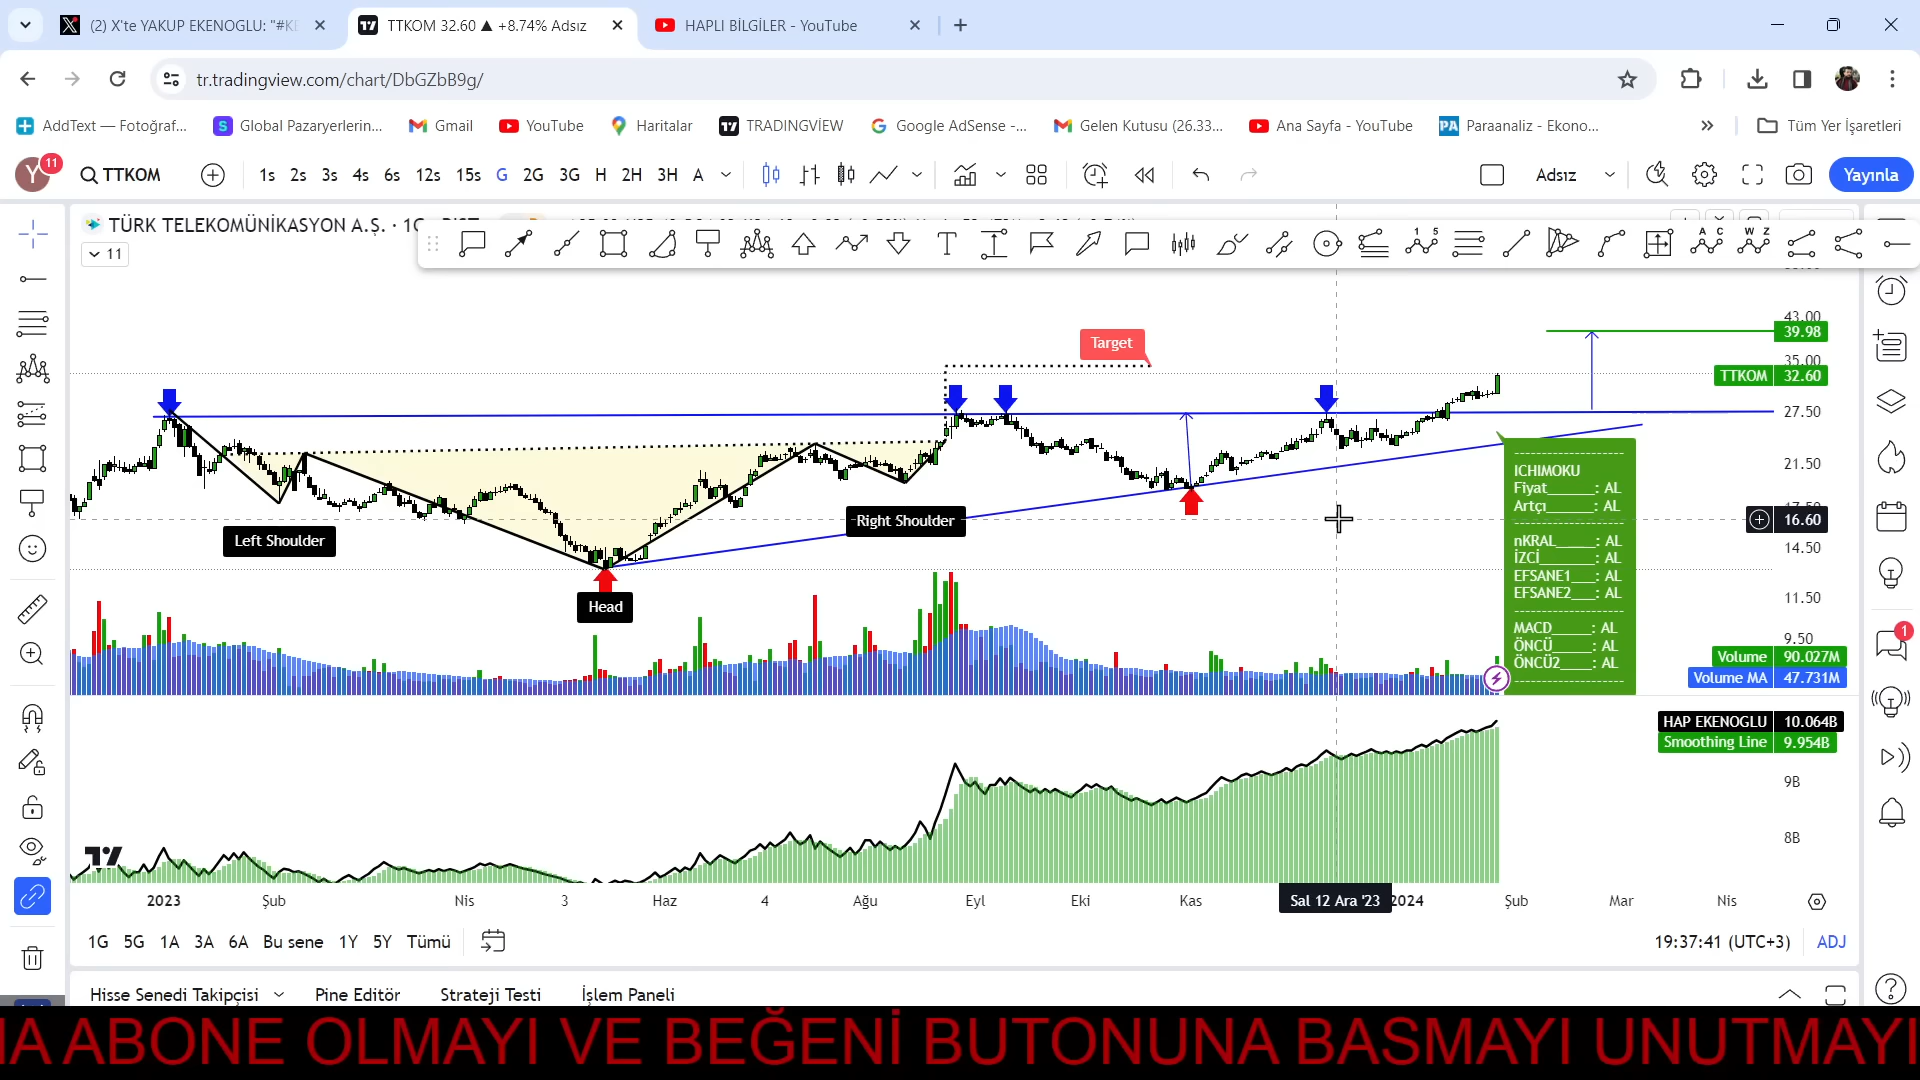 (2) X'te YAKUP EKENOGLU: "#KE
TTKOM 32.60 ▲ +8.74% Adsız
HAPLI BİLGİLER - YouTube
tr.tradingview.com/chart/DbGZbB9g/
AddText — Fotoğraf...
Global Pazaryerlerin...
Gmail
YouTube
Haritalar
TRADINGVİEW
Google AdSense -...
Gelen Kutusu (26.33...
Ana Sayfa - YouTube
Paraanaliz - Ekono...
Tüm Yer İşaretleri
Y 11
TTKOM
1s 2s 3s 4s 6s 12s 15s G 2G 3G H 2H 3H A
Adsız
Yayınla
TÜRK TELEKOMÜNİKASYON A.Ş. ·
11
Target
43.00
39.98
35.00
TTKOM 32.60
27.50
21.50
16.60
14.50
11.50
9.50
Left Shoulder
Right Shoulder
Head
ICHIMOKU
Fiyat______: AL
Artçı______: AL
nKRAL_____: AL
İZCİ_______: AL
EFSANE1___: AL
EFSANE2___: AL
MACD_____: AL
ÖNCÜ_____: AL
ÖNCÜ2____: AL
Volume 90.027M
Volume MA 47.731M
HAP EKENOGLU 10.064B
Smoothing Line 9.954B
9B
8B
2023 Şub Nis 3 Haz 4 Ağu Eyl Eki Kas Sal 12 Ara '23 2024 Şub Mar Nis
1G 5G 1A 3A 6A Bu sene 1Y 5Y Tümü
19:37:41 (UTC+3) ADJ
Hisse Senedi Takipçisi Pine Editör Strateji Testi İşlem Paneli
1
ABONE OLMAYI VE BEĞENİ BUTONUNA BASMAYI UNUTMAYI